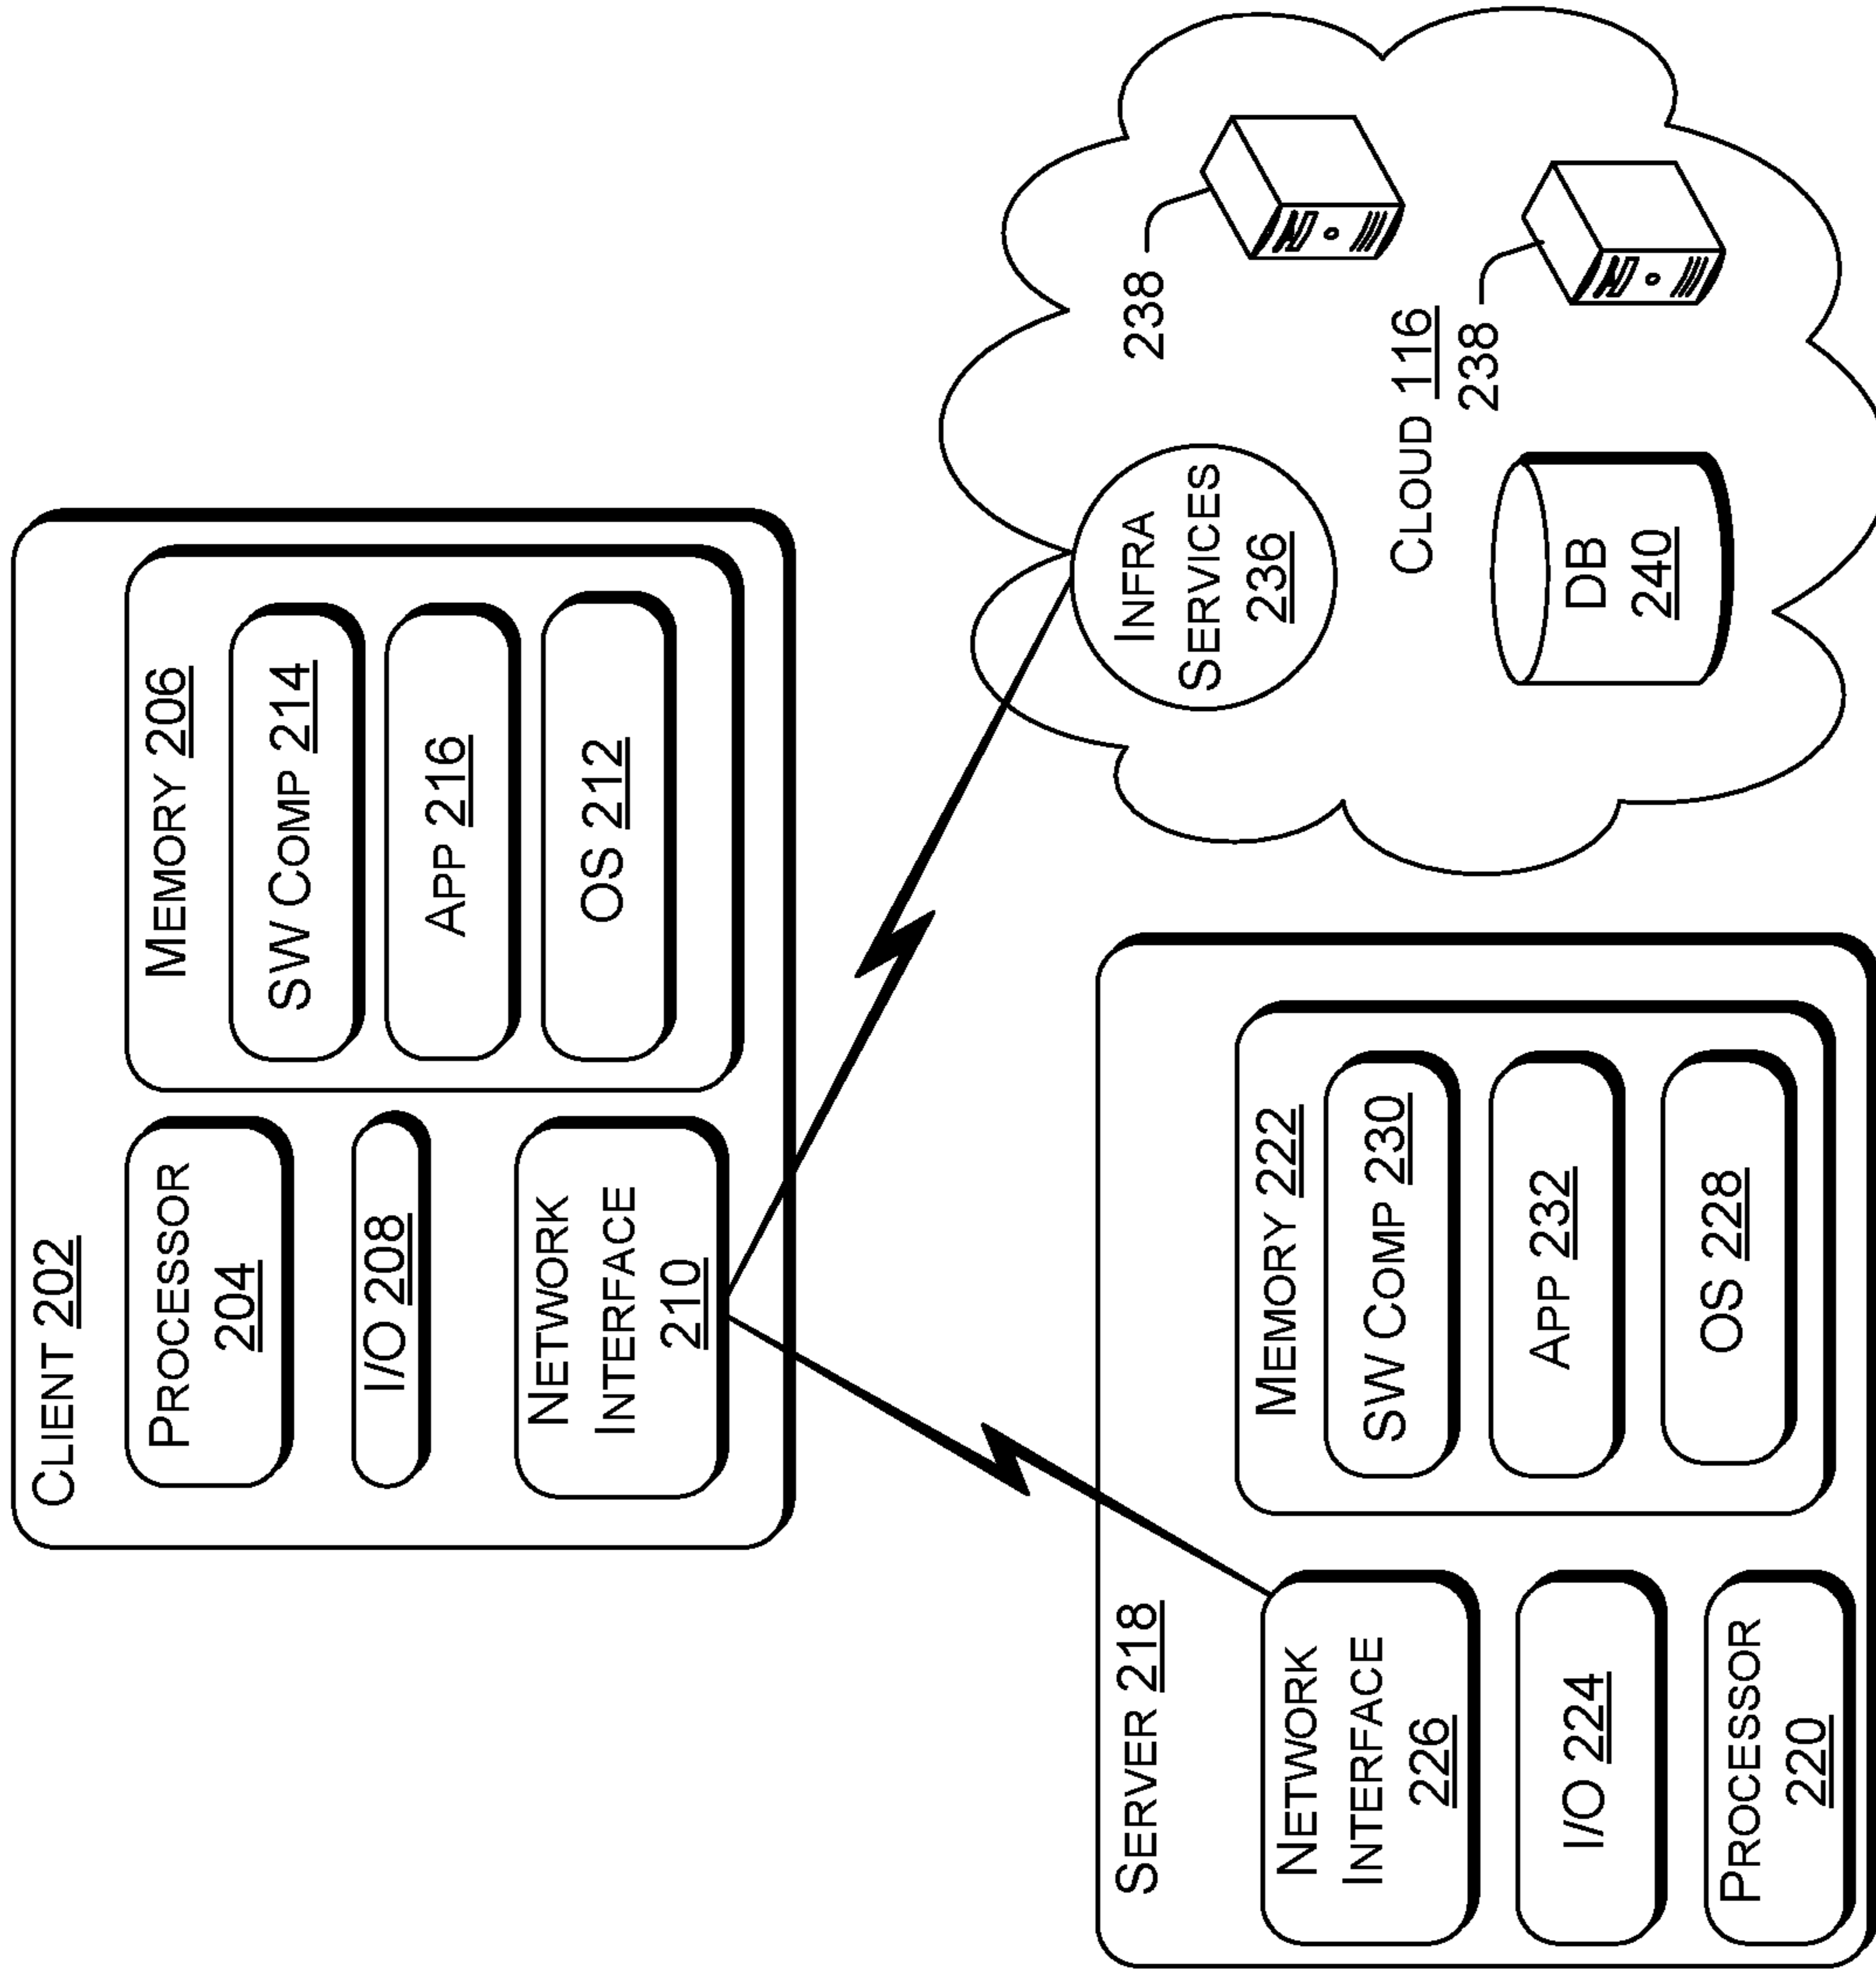 CLIENT 202
PROCESSOR
204
I/O 208
NETWORK
INTERFACE
210
MEMORY 206
SW COMP 214
APP 216
OS 212
SERVER 218
NETWORK
INTERFACE
226
I/O 224
PROCESSOR
220
MEMORY 222
SW COMP 230
APP 232
OS 228
INFRA
SERVICES
236
238
CLOUD 116
238
DB
240